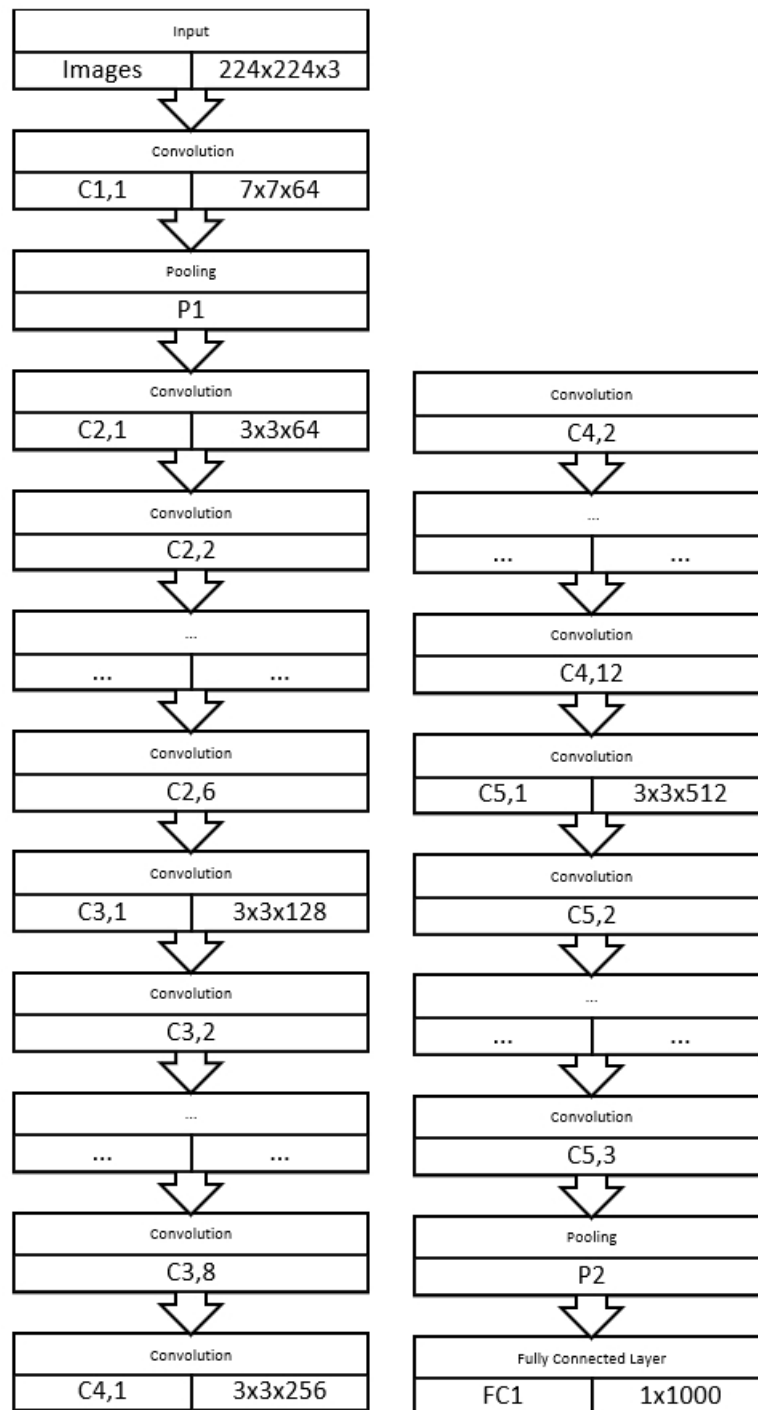 Input
Images 224x224x3
Convolution
C1,1 7x7x64
Pooling
P1
Convolution
C2,1 3x3x64
Convolution
C2,2
...
... ...
Convolution
C2,6
Convolution
C3,1 3x3x128
Convolution
C3,2
...
... ...
Convolution
C3,8
Convolution
C4,1 3x3x256
Convolution
C4,2
...
... ...
Convolution
C4,12
Convolution
C5,1 3x3x512
Convolution
C5,2
...
... ...
Convolution
C5,3
Pooling
P2
Fully Connected Layer
FC1 1x1000